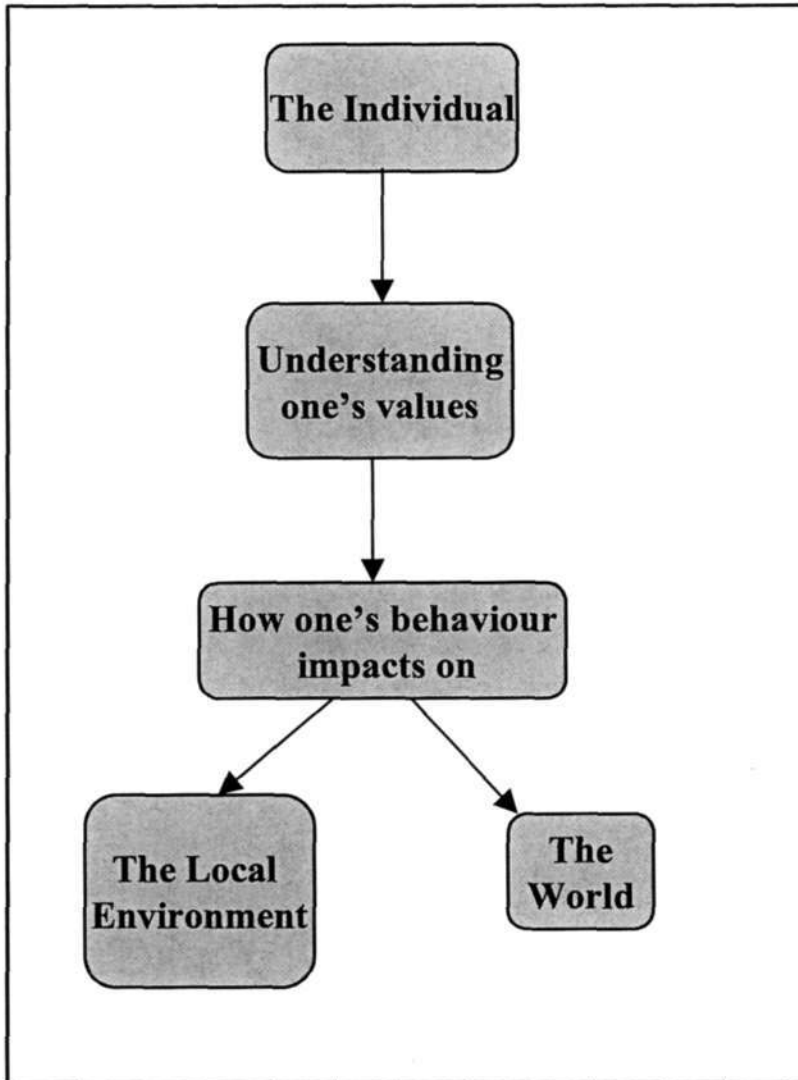 The Individual
Understanding
one's values
How one's behaviour
impacts on
The Local
Environment
The
World